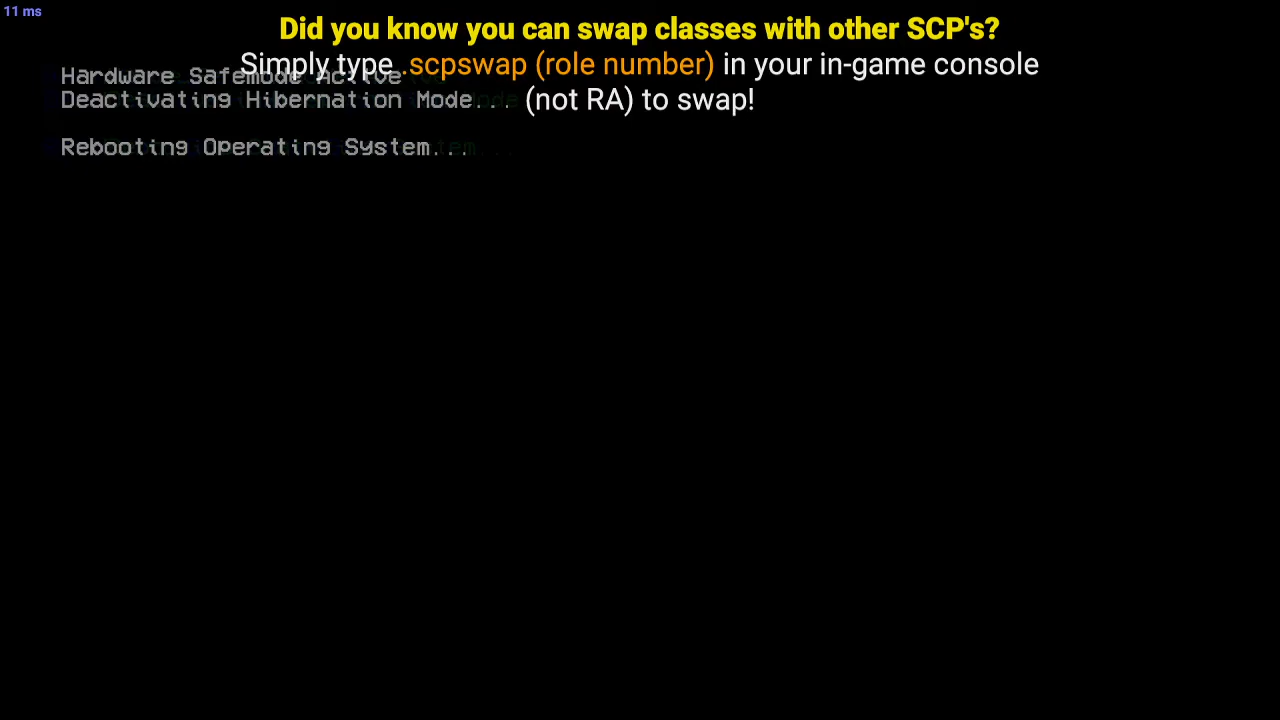 11 ms
Did you know you can swap classes with other SCP's?
Simply type .scpswap (role number) in your in-game console
(not RA) to swap!
Hardware Safemode Active
Deactivating Hibernation Mode...
Rebooting Operating System...